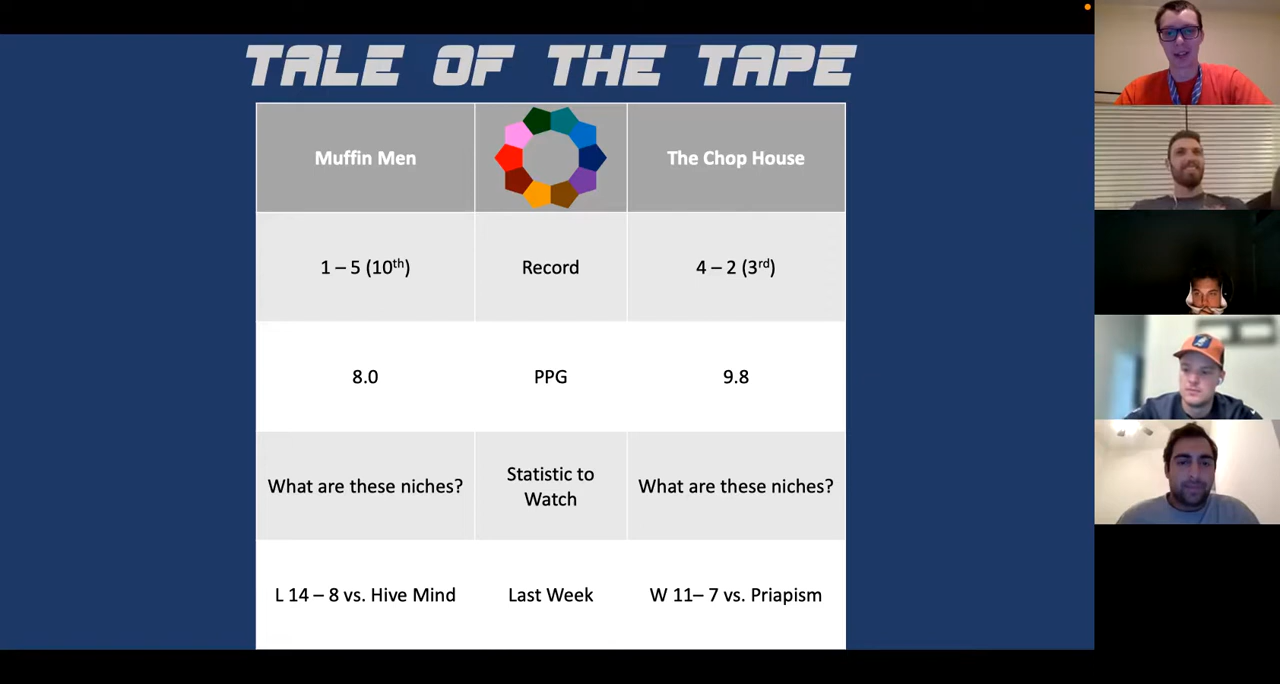 TALE OF THE TAPE
Muffin Men
The Chop House
1 – 5 (10th)
Record
4 – 2 (3rd)
8.0
PPG
9.8
What are these niches?
Statistic to
Watch
What are these niches?
L 14 – 8 vs. Hive Mind
Last Week
W 11– 7 vs. Priapism